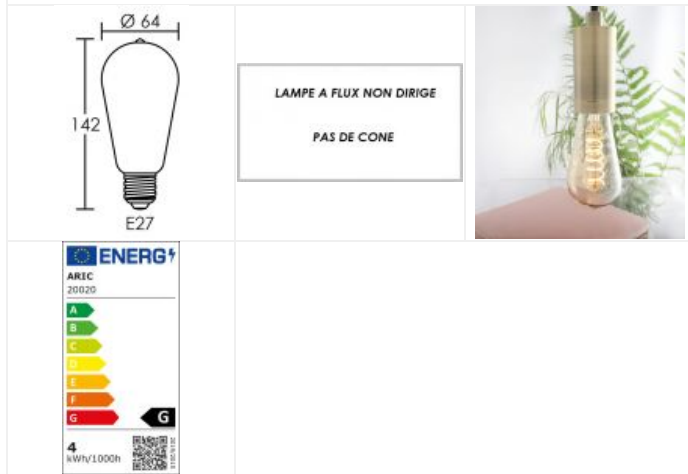 Ø 64
142
E27
LAMPE A FLUX NON DIRIGE
PAS DE CONE
ENERG
ARIC
20020
A
B
C
D
E
F
G
G
4
kWh/1000h